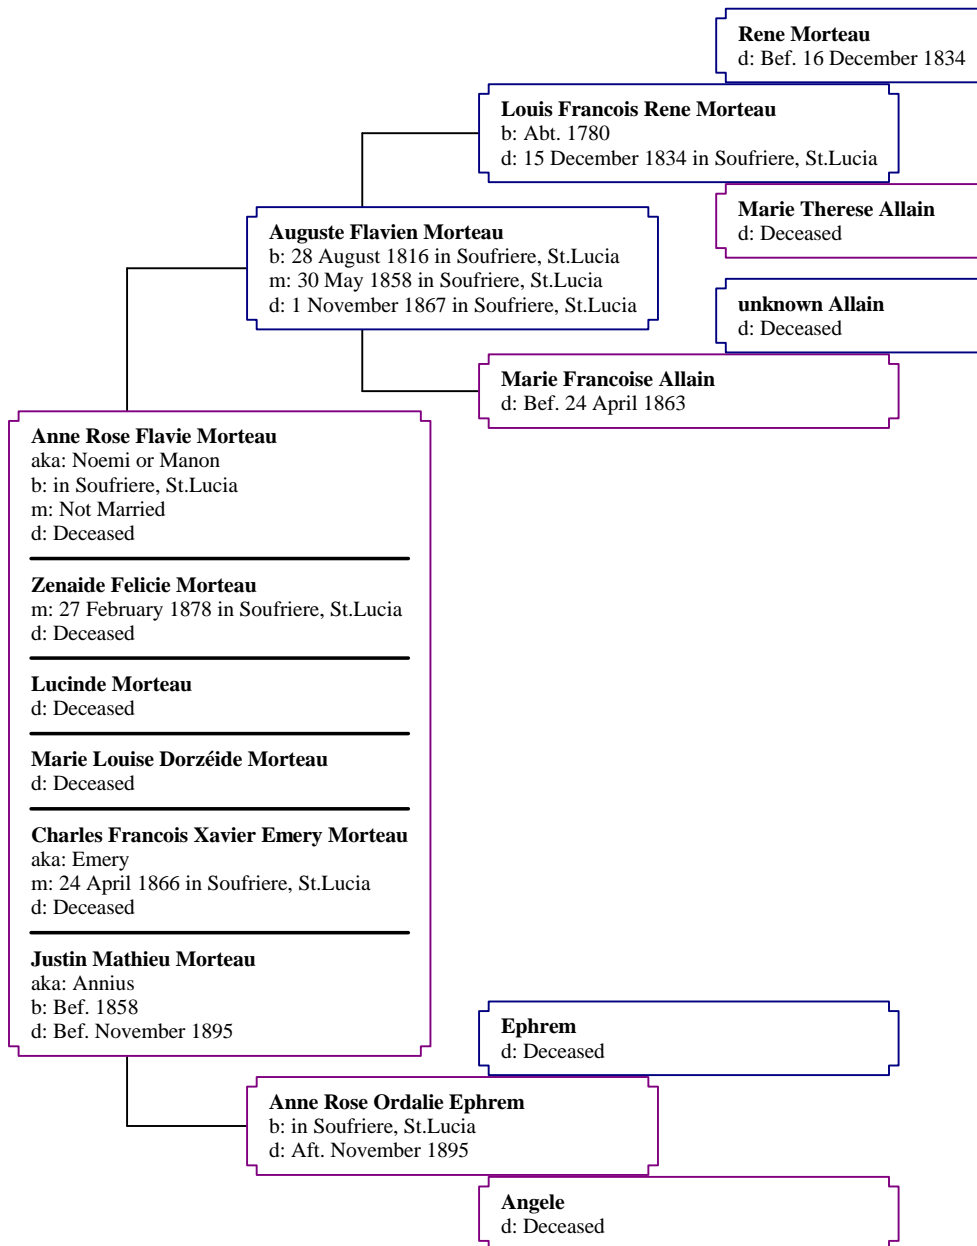 Rene Morteau
d: Bef. 16 December 1834
Louis Francois Rene Morteau
b: Abt. 1780
d: 15 December 1834 in Soufriere, St.Lucia
Marie Therese Allain
d: Deceased
Auguste Flavien Morteau
b: 28 August 1816 in Soufriere, St.Lucia
m: 30 May 1858 in Soufriere, St.Lucia
d: 1 November 1867 in Soufriere, St.Lucia
unknown Allain
d: Deceased
Marie Francoise Allain
d: Bef. 24 April 1863
Anne Rose Flavie Morteau
aka: Noemi or Manon
b: in Soufriere, St.Lucia
m: Not Married
d: Deceased
Zenaide Felicie Morteau
m: 27 February 1878 in Soufriere, St.Lucia
d: Deceased
Lucinde Morteau
d: Deceased
Marie Louise Dorzéide Morteau
d: Deceased
Charles Francois Xavier Emery Morteau
aka: Emery
m: 24 April 1866 in Soufriere, St.Lucia
d: Deceased
Justin Mathieu Morteau
aka: Annius
b: Bef. 1858
d: Bef. November 1895
Ephrem
d: Deceased
Anne Rose Ordalie Ephrem
b: in Soufriere, St.Lucia
d: Aft. November 1895
Angele
d: Deceased